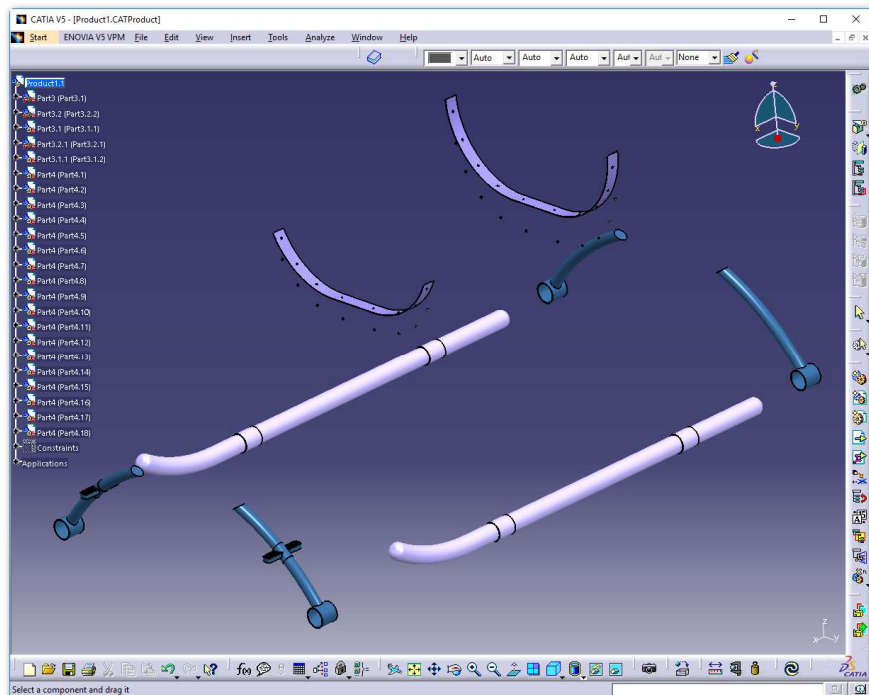 CATIA V5 - [Product1.CATProduct]
Start ENOVIA V5 VPM File Edit View Insert Tools Analyze Window Help
Auto Auto Auto Aut Aut None
Product1.1
Part3 (Part3.1)
Part3.2 (Part3.2.2)
Part3.1 (Part3.1.1)
Part3.2.1 (Part3.2.1)
Part3.1.1 (Part3.1.2)
Part4 (Part4.1)
Part4 (Part4.2)
Part4 (Part4.3)
Part4 (Part4.4)
Part4 (Part4.5)
Part4 (Part4.6)
Part4 (Part4.7)
Part4 (Part4.8)
Part4 (Part4.9)
Part4 (Part4.10)
Part4 (Part4.11)
Part4 (Part4.12)
Part4 (Part4.13)
Part4 (Part4.14)
Part4 (Part4.15)
Part4 (Part4.16)
Part4 (Part4.17)
Part4 (Part4.18)
Constraints
Applications
z
x y
z
x y
f(x)
CATIA
Select a component and drag it